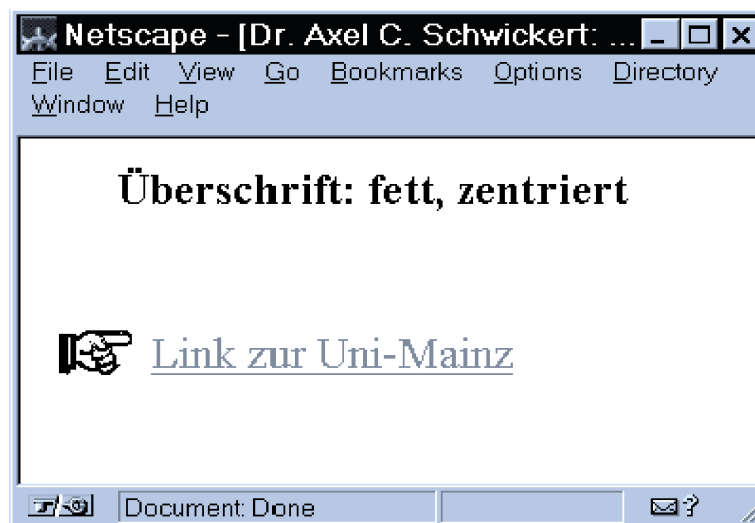 Netscape - [Dr. Axel C. Schwickert: ...
File Edit View Go Bookmarks Options Directory
Window Help
Überschrift: fett, zentriert
Link zur Uni-Mainz
Document: Done
?